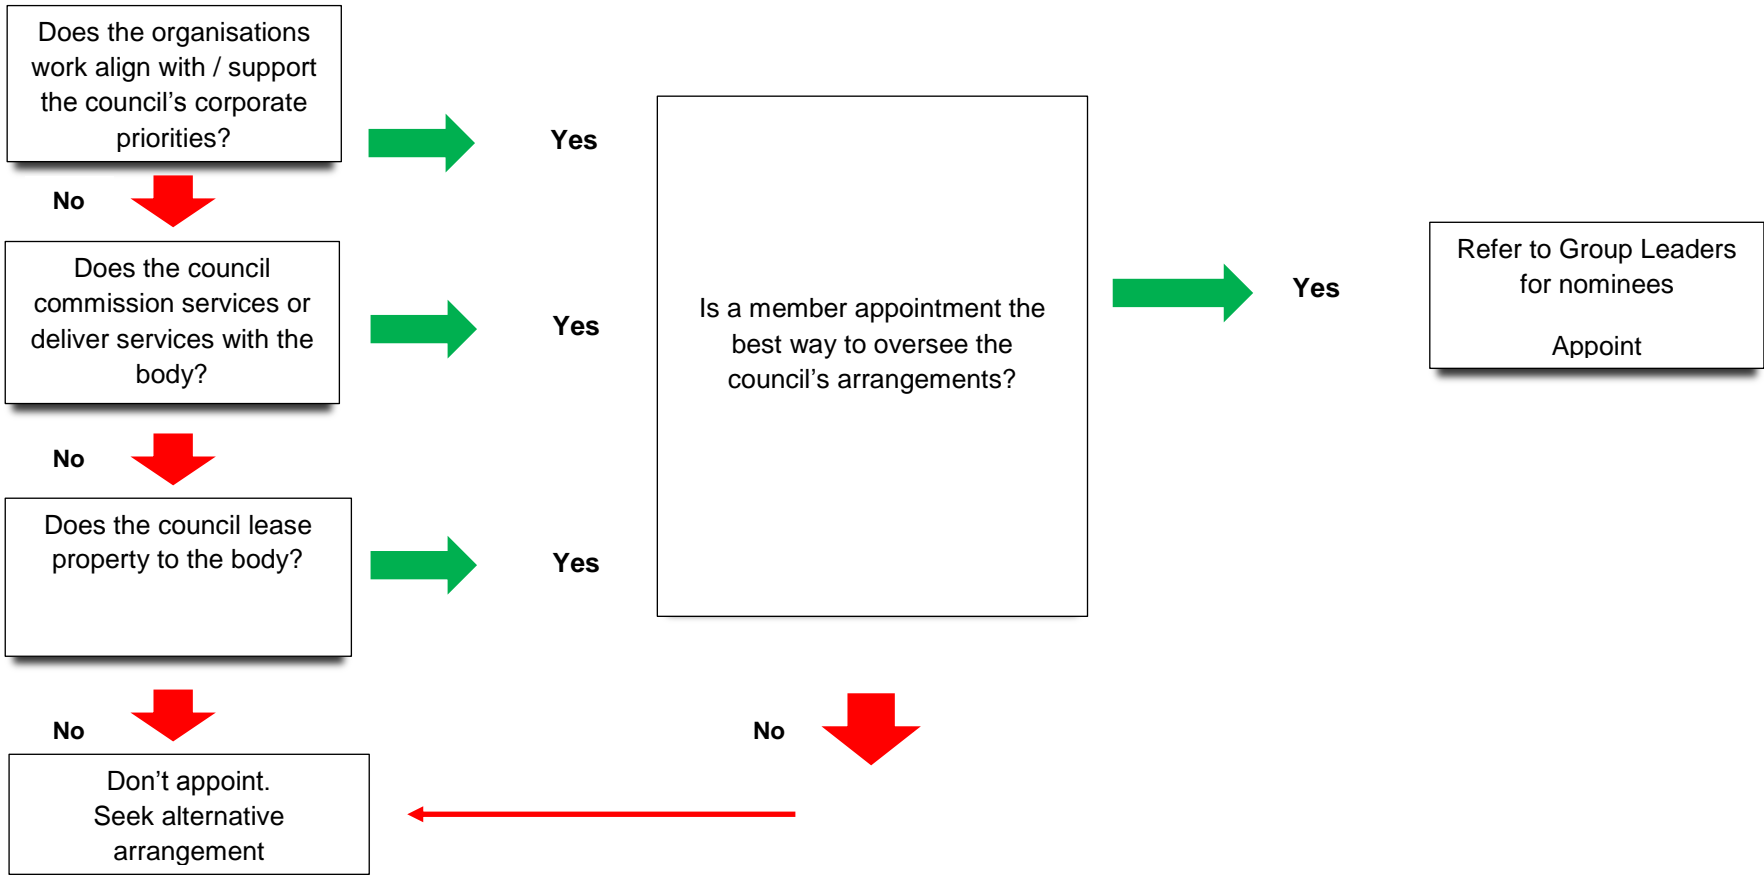 Does the organisations
work align with / support
the council's corporate
priorities?
Yes
No
Does the council
commission services or
deliver services with the
body?
Yes
No
Does the council lease
property to the body?
Yes
No
Don't appoint.
Seek alternative
arrangement
Is a member appointment the
best way to oversee the
council's arrangements?
Yes
No
Refer to Group Leaders
for nominees
Appoint